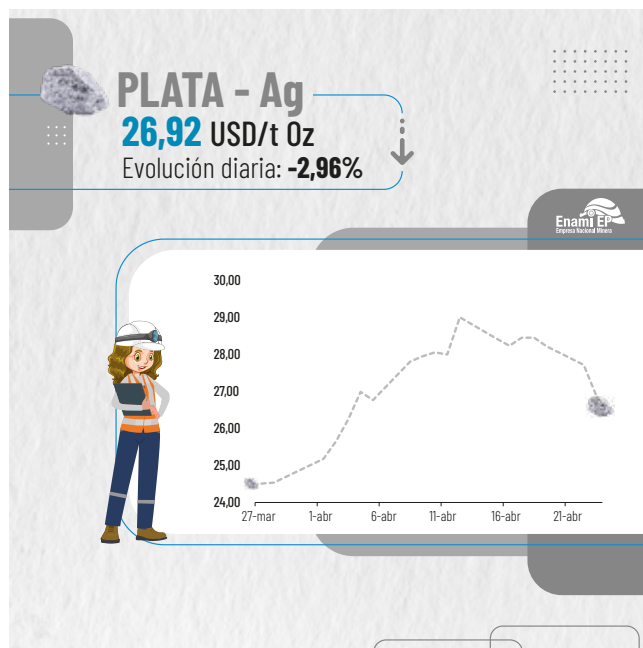 PLATA - Ag
26,92 USD/t Oz
Evolución diaria: -2,96%
Enami EP
Empresa Nacional Minera
30,00
29,00
28,00
27,00
26,00
25,00
24,00
27-mar 1-abr 6-abr 11-abr 16-abr 21-abr